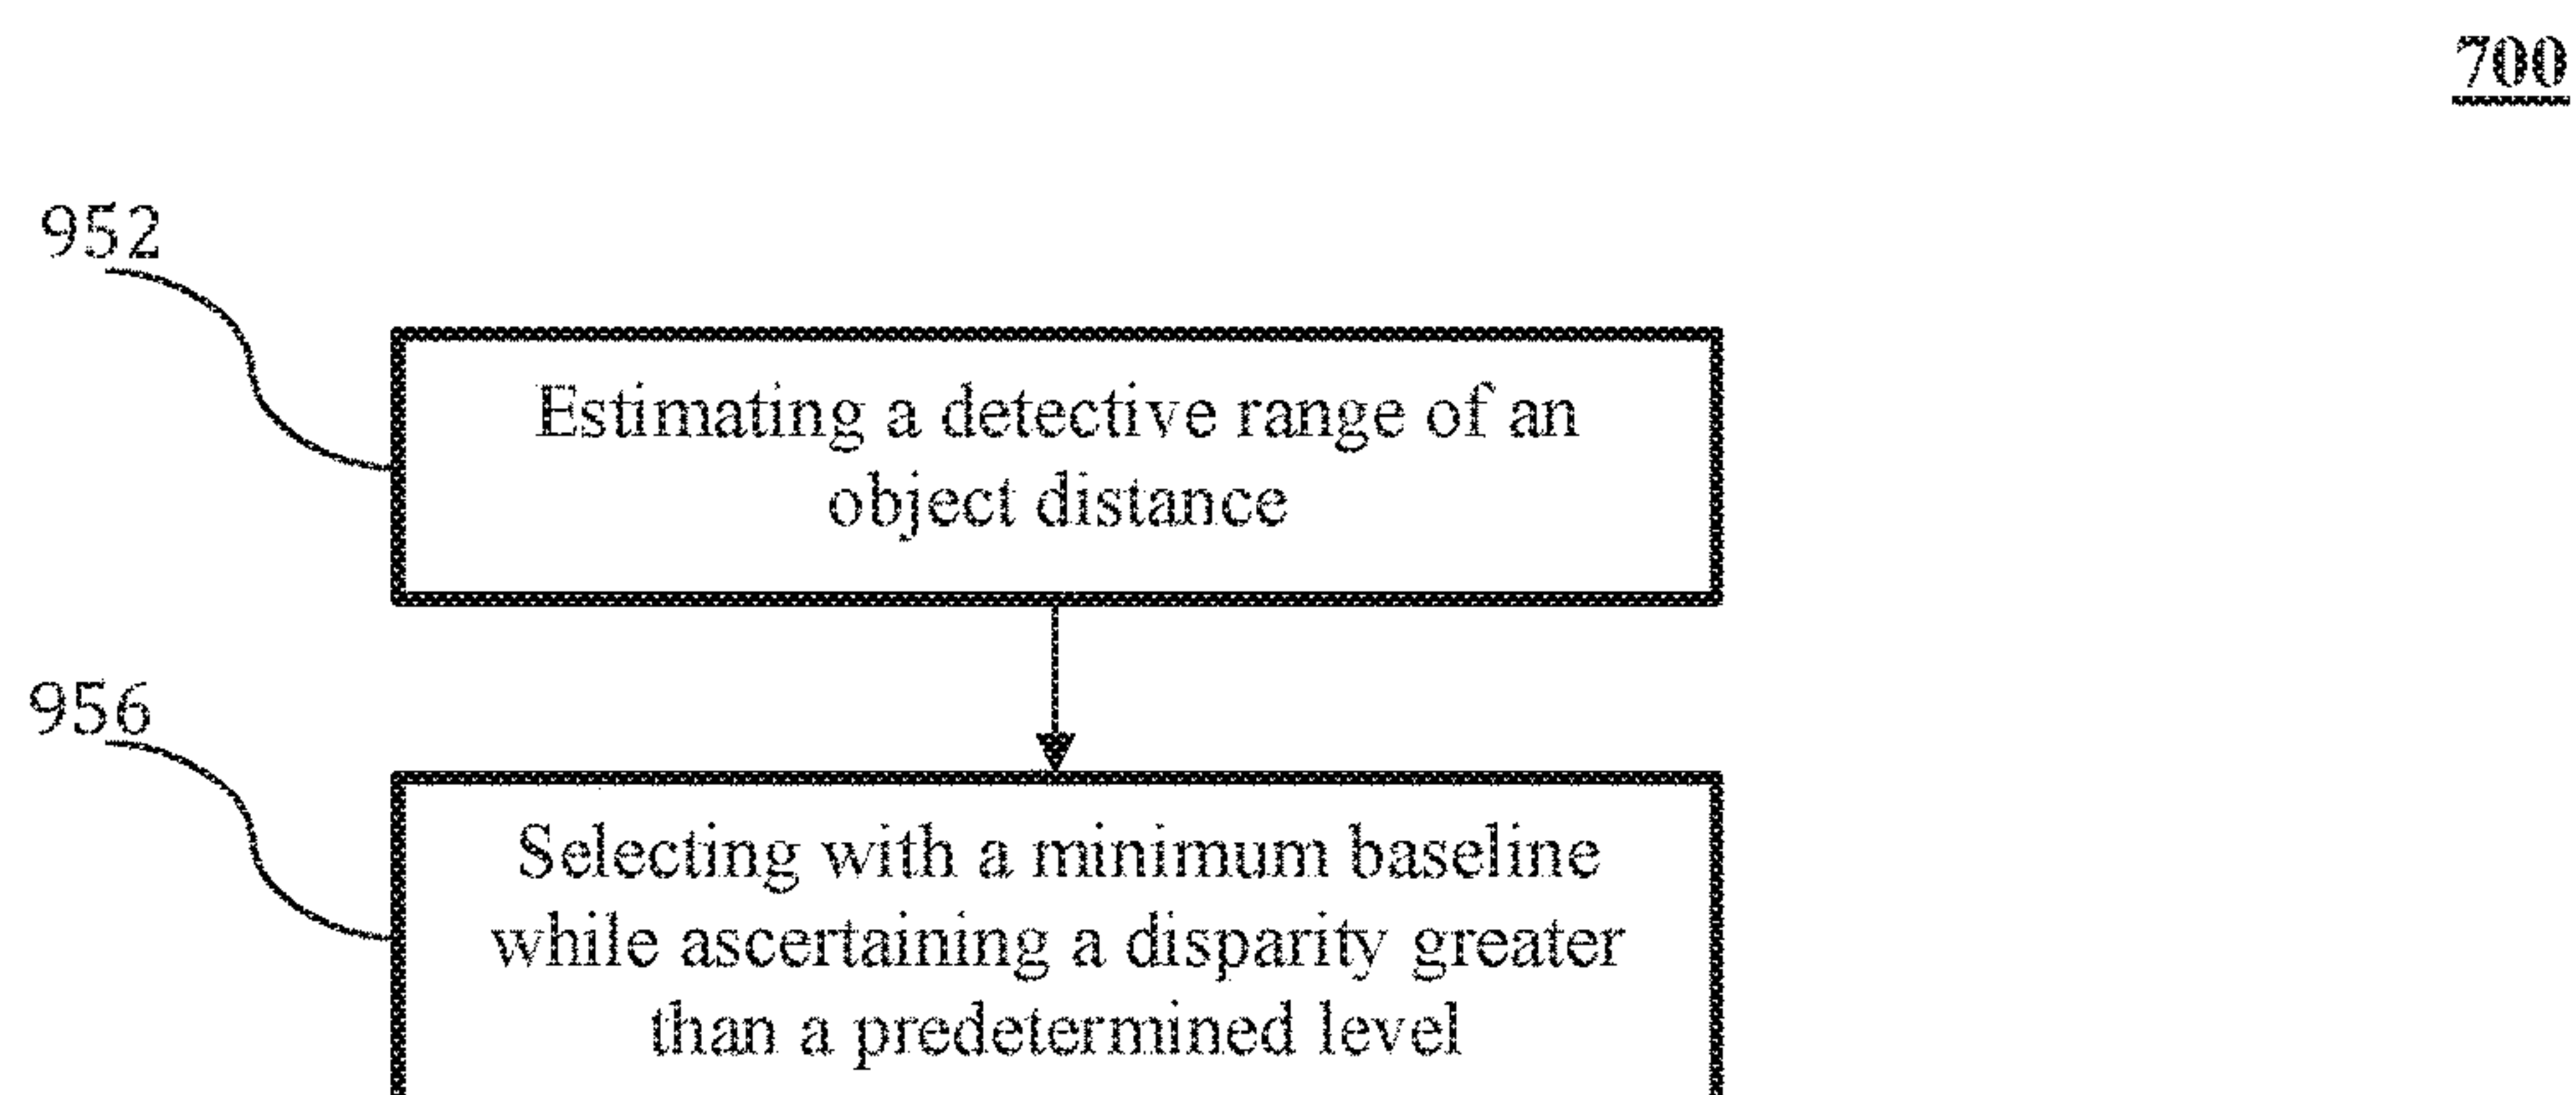 700
952
Estimating a detective range of an
object distance
956
Selecting with a minimum baseline
while ascertaining a disparity greater
than a predetermined level